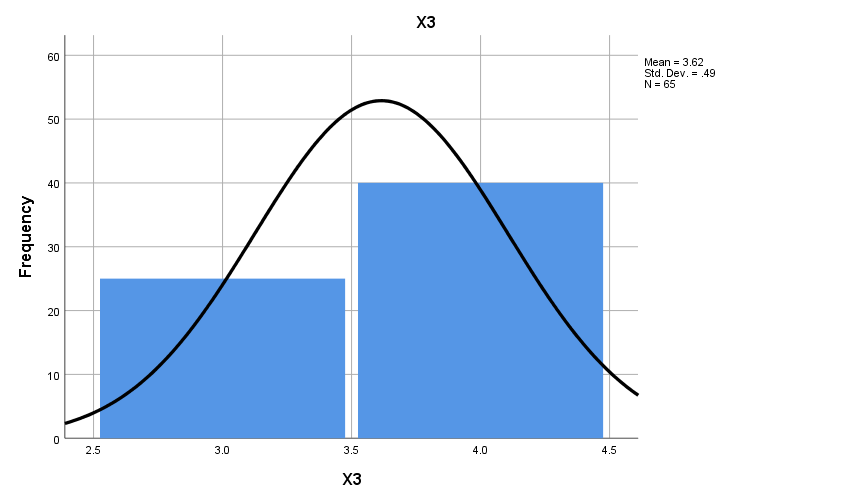 X3
Mean = 3.62
Std. Dev. = .49
N = 65
Frequency
60
50
40
30
20
10
0
2.5 3.0 3.5 4.0 4.5
X3